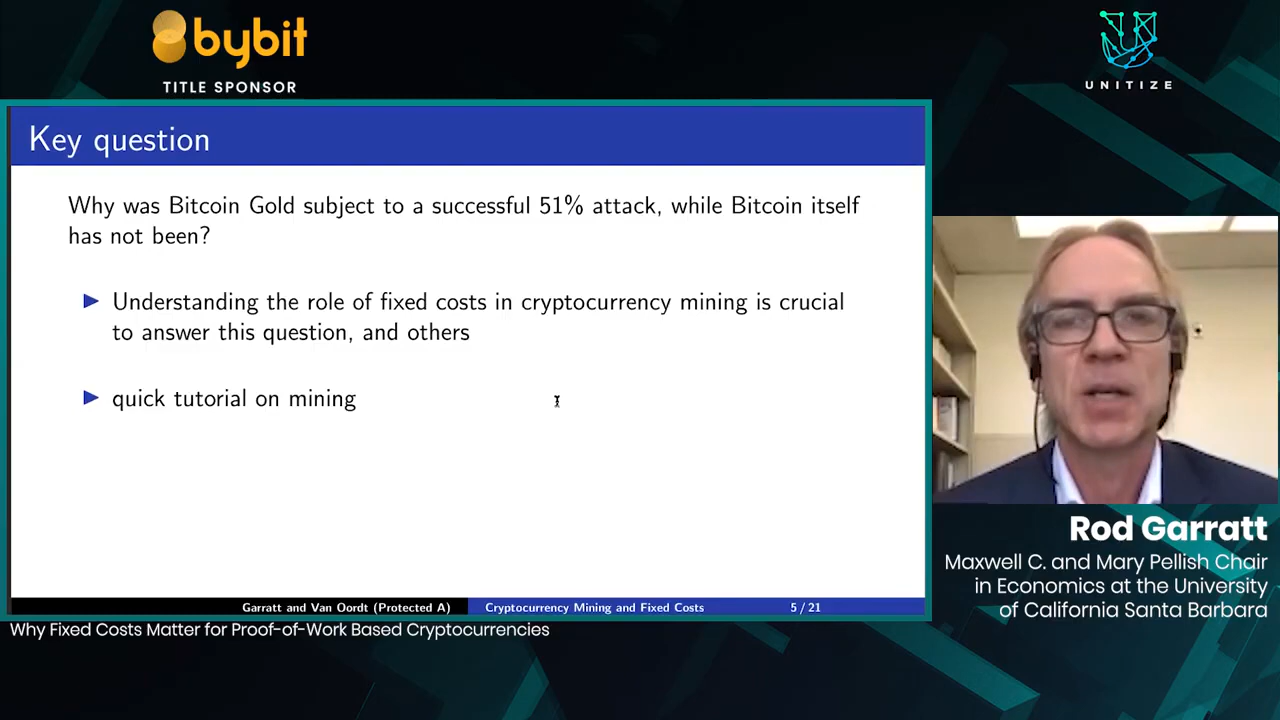 bybit
TITLE SPONSOR
UNITIZE
Key question
Why was Bitcoin Gold subject to a successful 51% attack, while Bitcoin itself
has not been?
▶ Understanding the role of fixed costs in cryptocurrency mining is crucial
to answer this question, and others
▶ quick tutorial on mining
Garratt and Van Oordt (Protected A) Cryptocurrency Mining and Fixed Costs 5 / 21
Why Fixed Costs Matter for Proof-of-Work Based Cryptocurrencies
Rod Garratt
Maxwell C. and Mary Pellish Chair
in Economics at the University
of California Santa Barbara